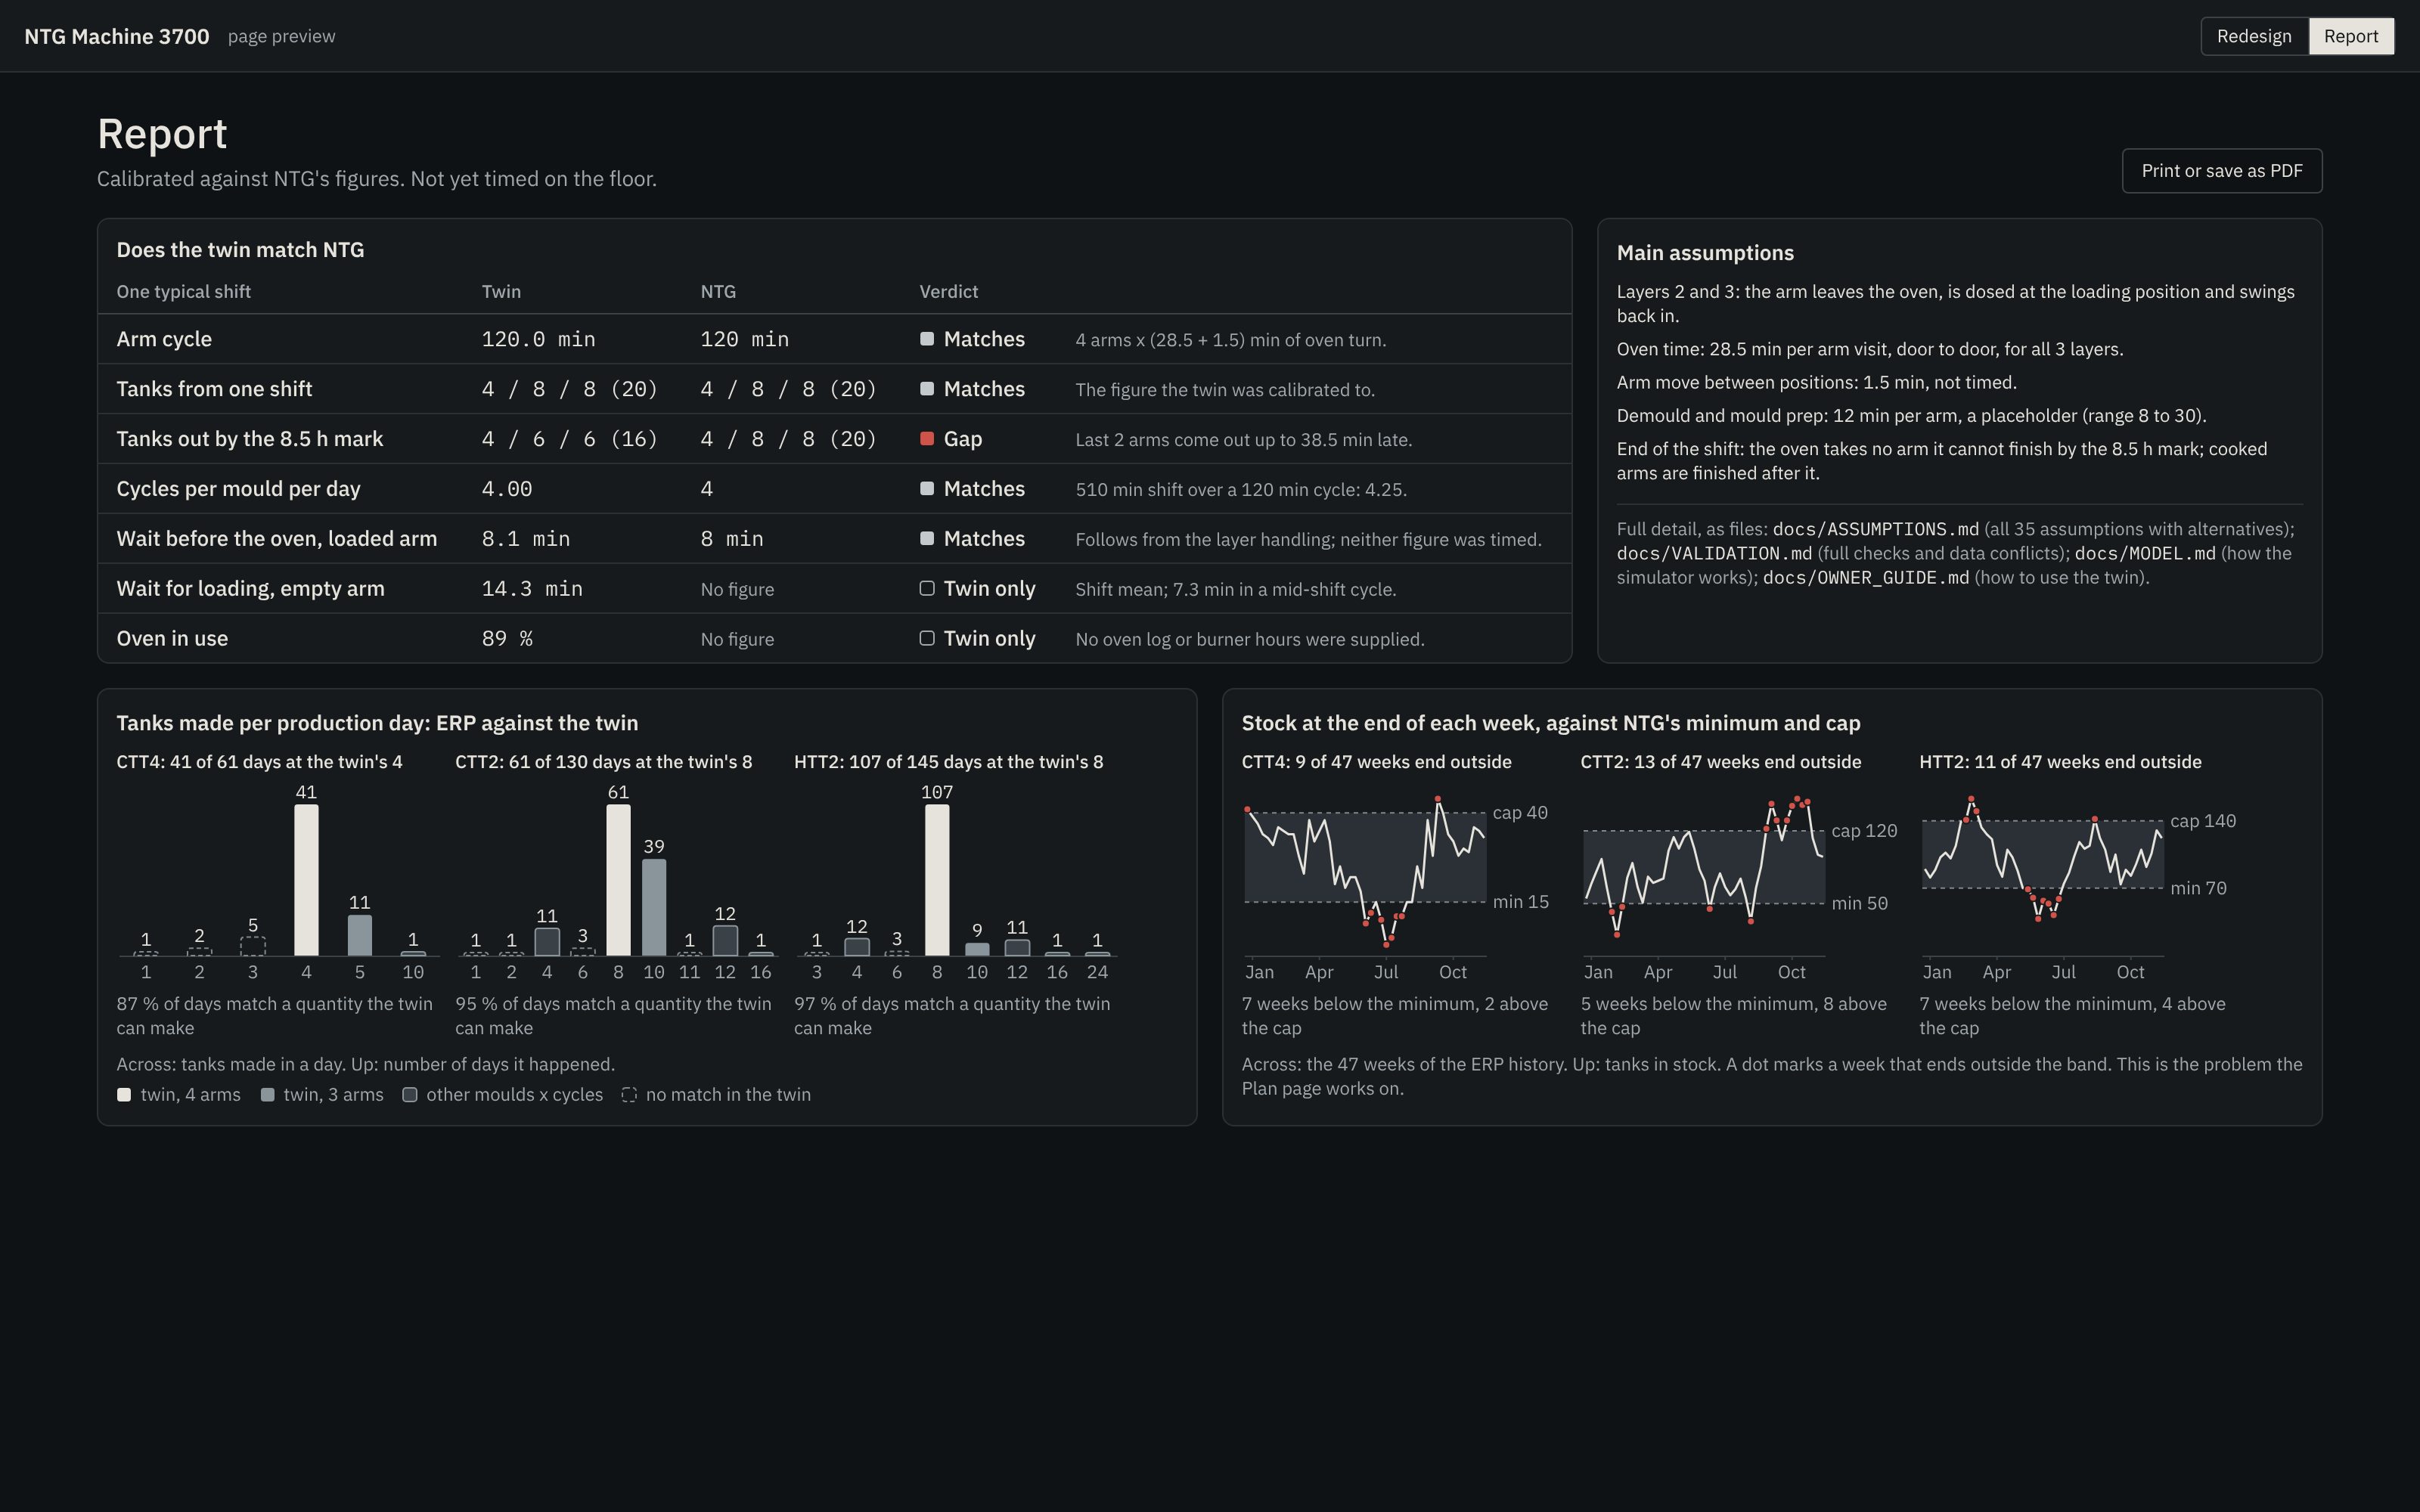 NTG Machine 3700 page preview
Redesign Report
Report
Calibrated against NTG's figures. Not yet timed on the floor.
Print or save as PDF
Does the twin match NTG
One typical shift Twin NTG Verdict
Arm cycle 120.0 min 120 min Matches 4 arms x (28.5 + 1.5) min of oven turn.
Tanks from one shift 4 / 8 / 8 (20) 4 / 8 / 8 (20) Matches The figure the twin was calibrated to.
Tanks out by the 8.5 h mark 4 / 6 / 6 (16) 4 / 8 / 8 (20) Gap Last 2 arms come out up to 38.5 min late.
Cycles per mould per day 4.00 4 Matches 510 min shift over a 120 min cycle: 4.25.
Wait before the oven, loaded arm 8.1 min 8 min Matches Follows from the layer handling; neither figure was timed.
Wait for loading, empty arm 14.3 min No figure Twin only Shift mean; 7.3 min in a mid-shift cycle.
Oven in use 89 % No figure Twin only No oven log or burner hours were supplied.
Main assumptions
Layers 2 and 3: the arm leaves the oven, is dosed at the loading position and swings
back in.
Oven time: 28.5 min per arm visit, door to door, for all 3 layers.
Arm move between positions: 1.5 min, not timed.
Demould and mould prep: 12 min per arm, a placeholder (range 8 to 30).
End of the shift: the oven takes no arm it cannot finish by the 8.5 h mark; cooked
arms are finished after it.
Full detail, as files: docs/ASSUMPTIONS.md (all 35 assumptions with alternatives);
docs/VALIDATION.md (full checks and data conflicts); docs/MODEL.md (how the
simulator works); docs/OWNER_GUIDE.md (how to use the twin).
Tanks made per production day: ERP against the twin
CTT4: 41 of 61 days at the twin's 4
1 2 5 41 11 1
1 2 3 4 5 10
87 % of days match a quantity the twin
can make
CTT2: 61 of 130 days at the twin's 8
1 1 11 3 61 39 1 12 1
1 2 4 6 8 10 11 12 16
95 % of days match a quantity the twin
can make
HTT2: 107 of 145 days at the twin's 8
1 12 3 107 9 11 1 1
3 4 6 8 10 12 16 24
97 % of days match a quantity the twin
can make
Across: tanks made in a day. Up: number of days it happened.
twin, 4 arms twin, 3 arms other moulds x cycles no match in the twin
Stock at the end of each week, against NTG's minimum and cap
CTT4: 9 of 47 weeks end outside
cap 40
min 15
Jan Apr Jul Oct
7 weeks below the minimum, 2 above
the cap
CTT2: 13 of 47 weeks end outside
cap 120
min 50
Jan Apr Jul Oct
5 weeks below the minimum, 8 above
the cap
HTT2: 11 of 47 weeks end outside
cap 140
min 70
Jan Apr Jul Oct
7 weeks below the minimum, 4 above
the cap
Across: the 47 weeks of the ERP history. Up: tanks in stock. A dot marks a week that ends outside the band. This is the problem the
Plan page works on.